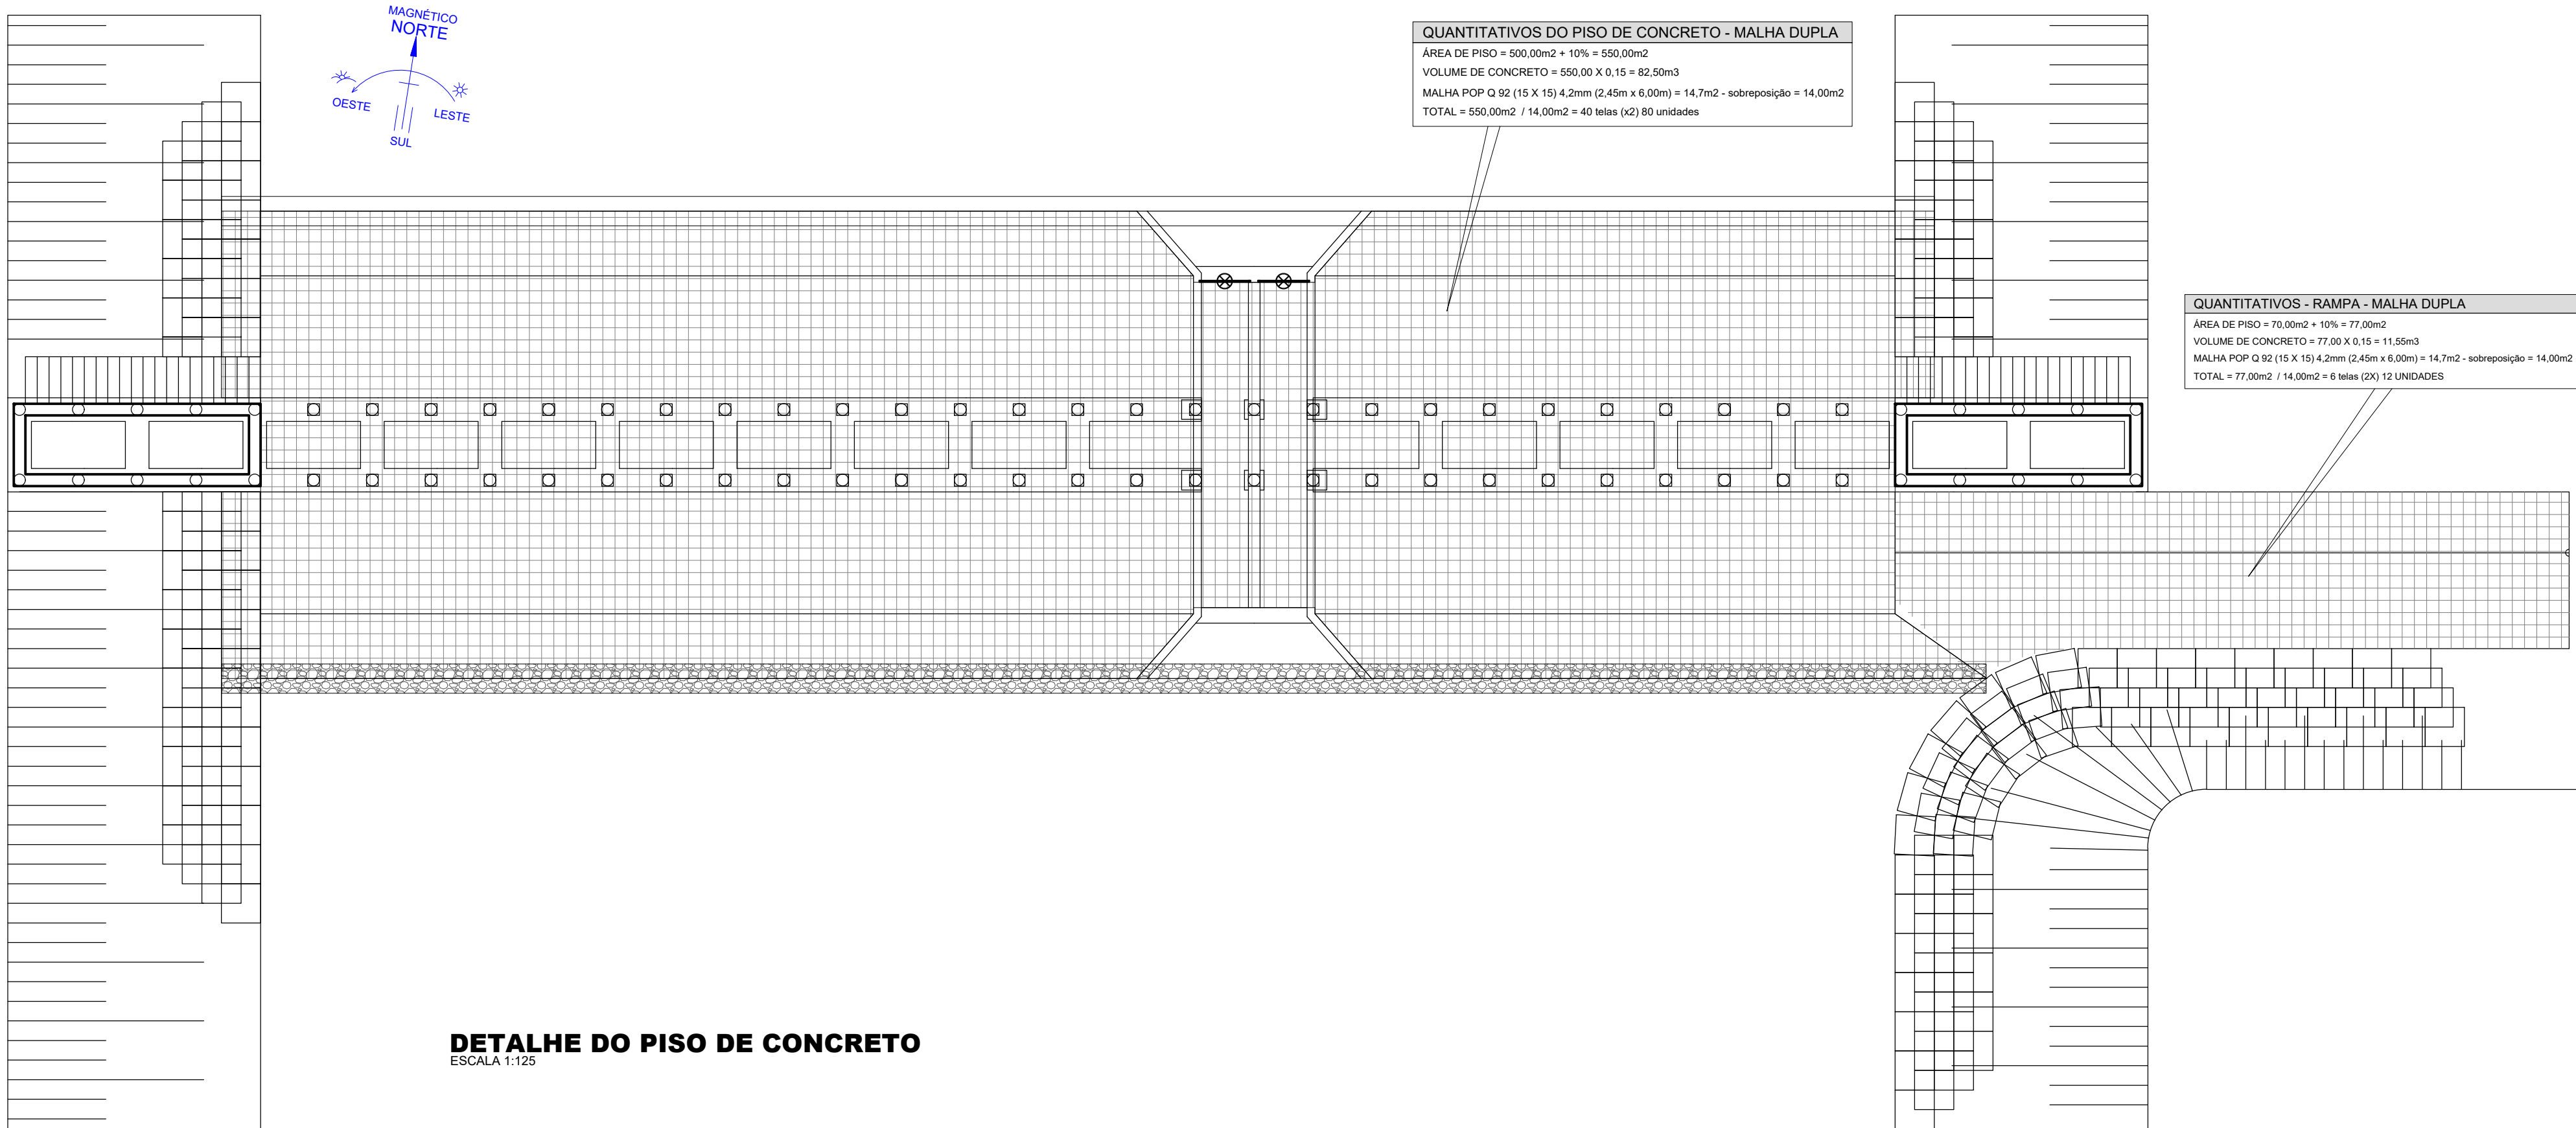 MAGNÉTICO
NORTE
OESTE
LESTE
SUL
QUANTITATIVOS DO PISO DE CONCRETO - MALHA DUPLA
ÁREA DE PISO = 500,00m2 + 10% = 550,00m2
VOLUME DE CONCRETO = 550,00 X 0,15 = 82,50m3
MALHA POP Q 92 (15 X 15) 4,2mm (2,45m x 6,00m) = 14,7m2 - sobreposição = 14,00m2
TOTAL = 550,00m2 / 14,00m2 = 40 telas (x2) 80 unidades
QUANTITATIVOS - RAMPA - MALHA DUPLA
ÁREA DE PISO = 70,00m2 + 10% = 77,00m2
VOLUME DE CONCRETO = 77,00 X 0,15 = 11,55m3
MALHA POP Q 92 (15 X 15) 4,2mm (2,45m x 6,00m) = 14,7m2 - sobreposição = 14,00m2
TOTAL = 77,00m2 / 14,00m2 = 6 telas (2X) 12 UNIDADES
DETALHE DO PISO DE CONCRETO
ESCALA 1:125